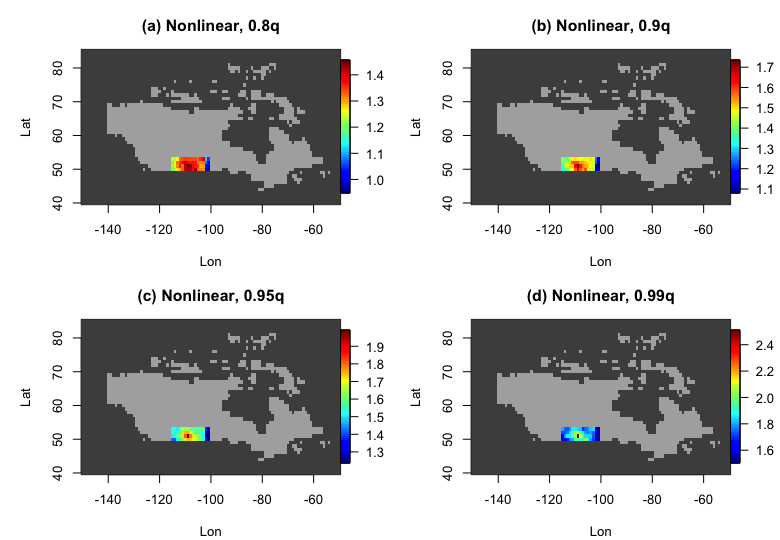 (a) Nonlinear, 0.8q
Lat
40 50 60 70 80
-140 -120 -100 -80 -60
Lon
1.4
1.3
1.2
1.1
1.0
(b) Nonlinear, 0.9q
Lat
40 50 60 70 80
-140 -120 -100 -80 -60
Lon
1.7
1.6
1.5
1.4
1.3
1.2
1.1
(c) Nonlinear, 0.95q
Lat
40 50 60 70 80
-140 -120 -100 -80 -60
Lon
1.9
1.8
1.7
1.6
1.5
1.4
1.3
(d) Nonlinear, 0.99q
Lat
40 50 60 70 80
-140 -120 -100 -80 -60
Lon
2.4
2.2
2.0
1.8
1.6